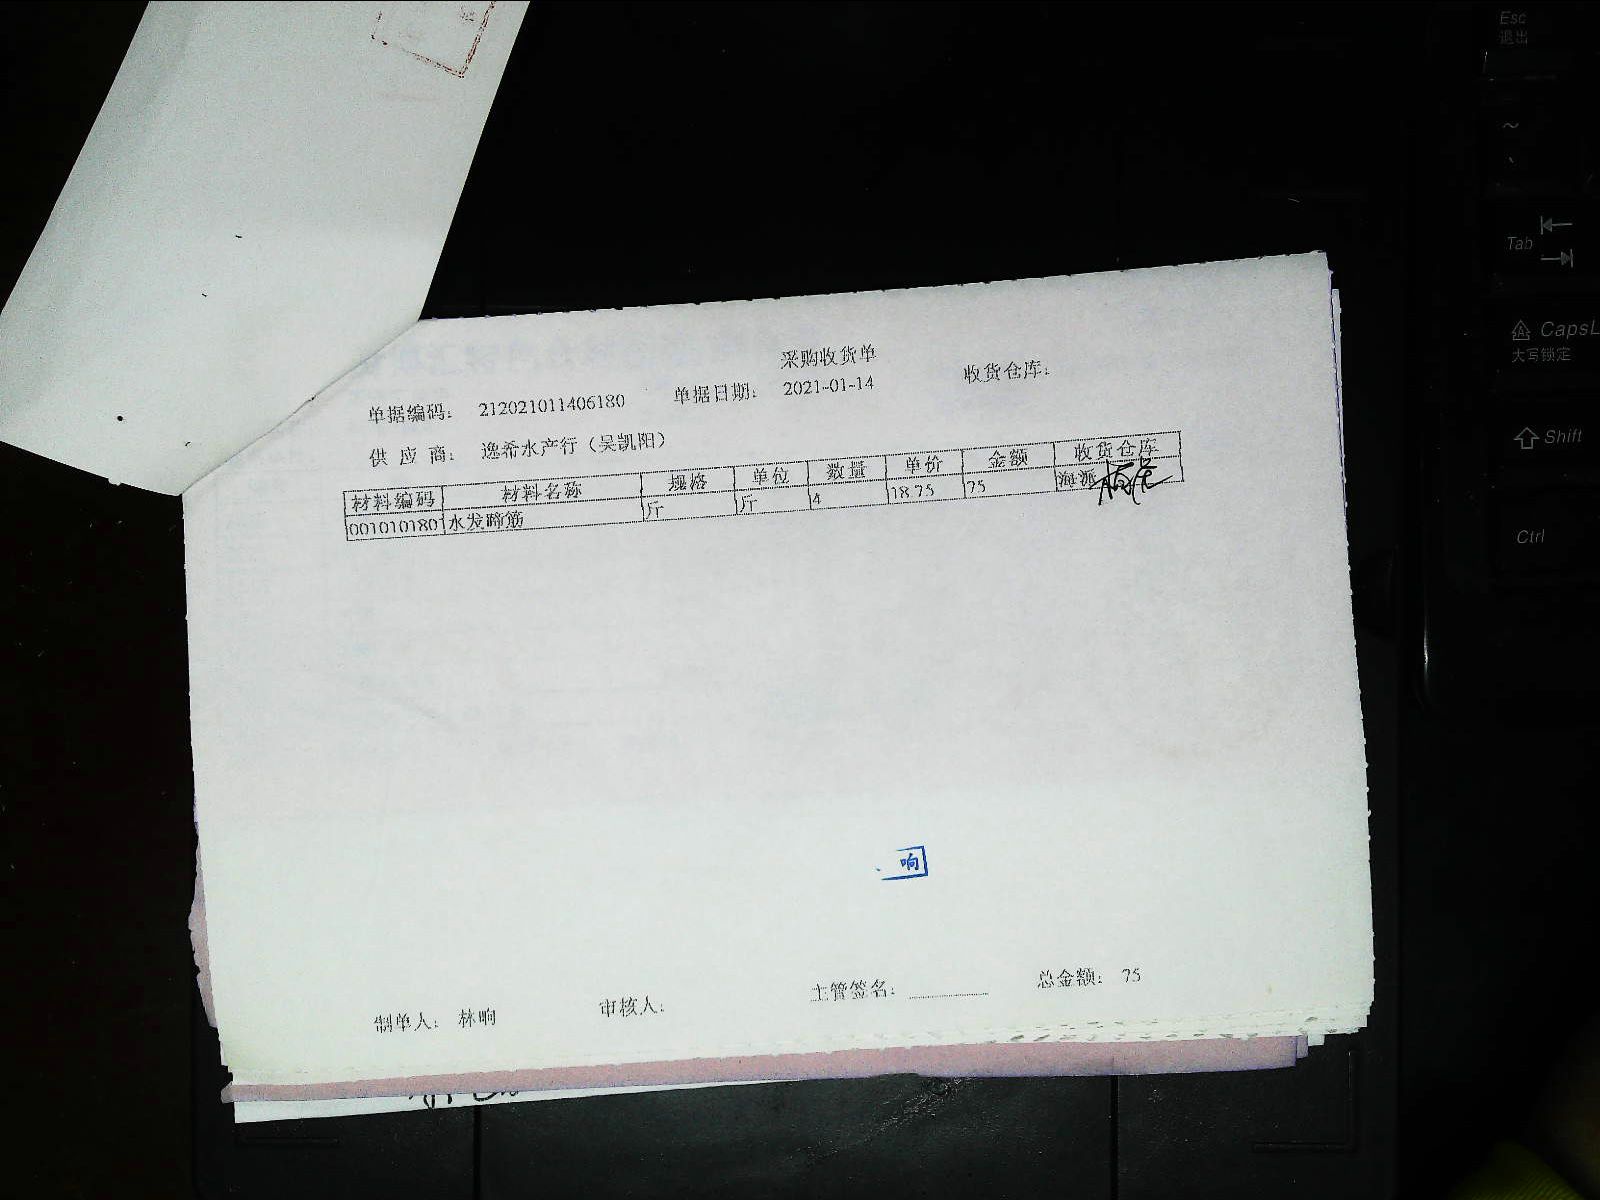 采购收货单
单据编码： 212021011406180 单据日期： 2021-01-14 收货仓库：
供 应 商： 逸希水产行（吴凯阳）
材料编码 材料名称 规格 单位 数量 单价 金额 收货仓库
001010180 水发蹄筋 斤 斤 4 18.75 75 海派
响
制单人： 林响 审核人： 主管签名： 总金额： 75
Esc
退出
~
Tab
CapsL
大写锁定
Shift
Ctrl